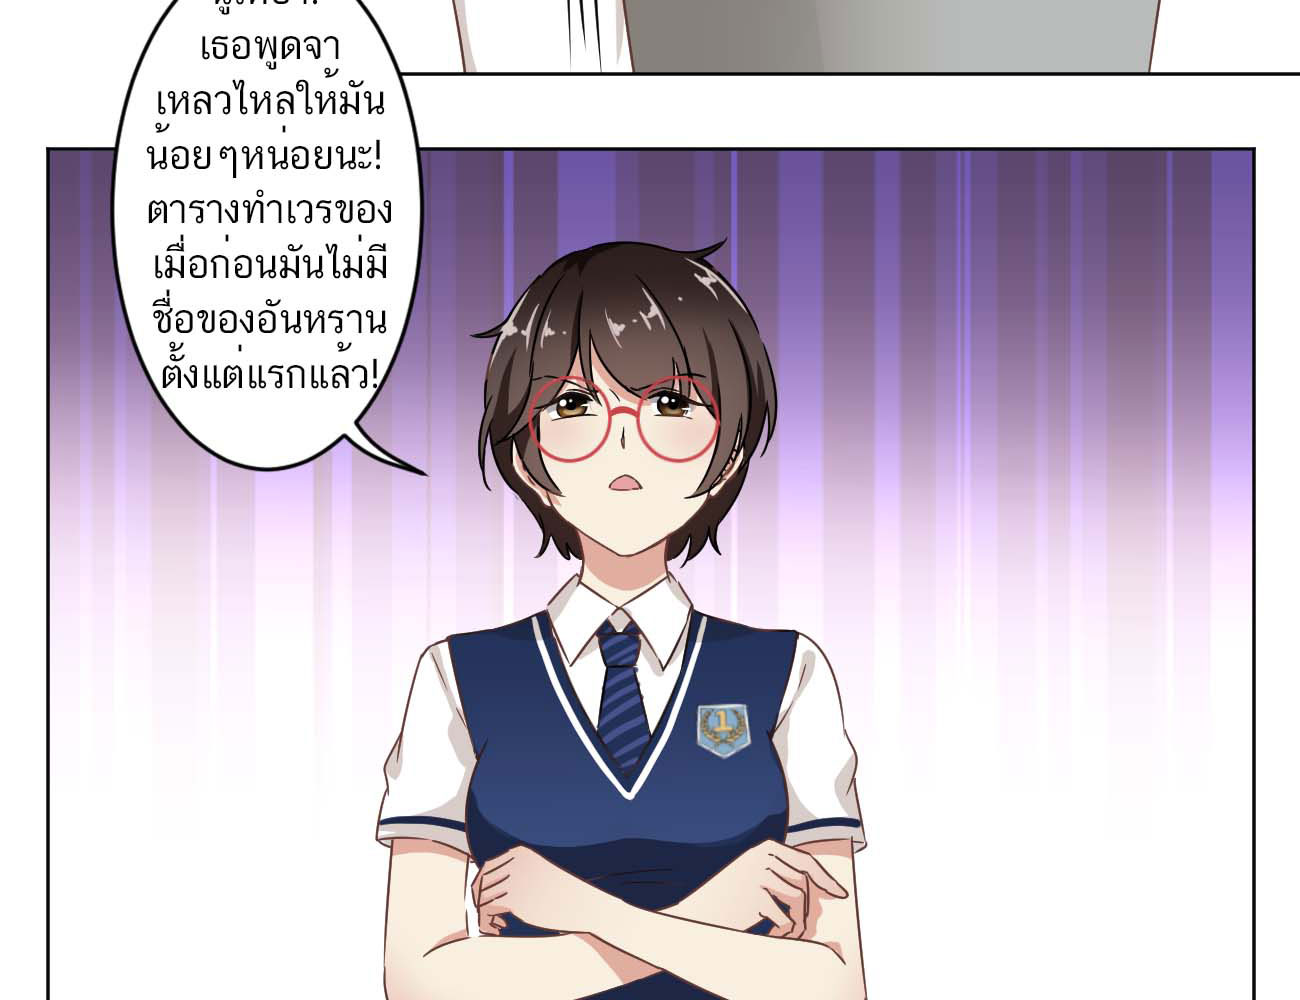 เธอพูดจา
เหลวไหลให้มัน
น้อยๆหน่อยนะ!
ตารางทำเวรของ
เมื่อก่อนมันไม่มี
ชื่อของอันหราน
ตั้งแต่แรกแล้ว!
1